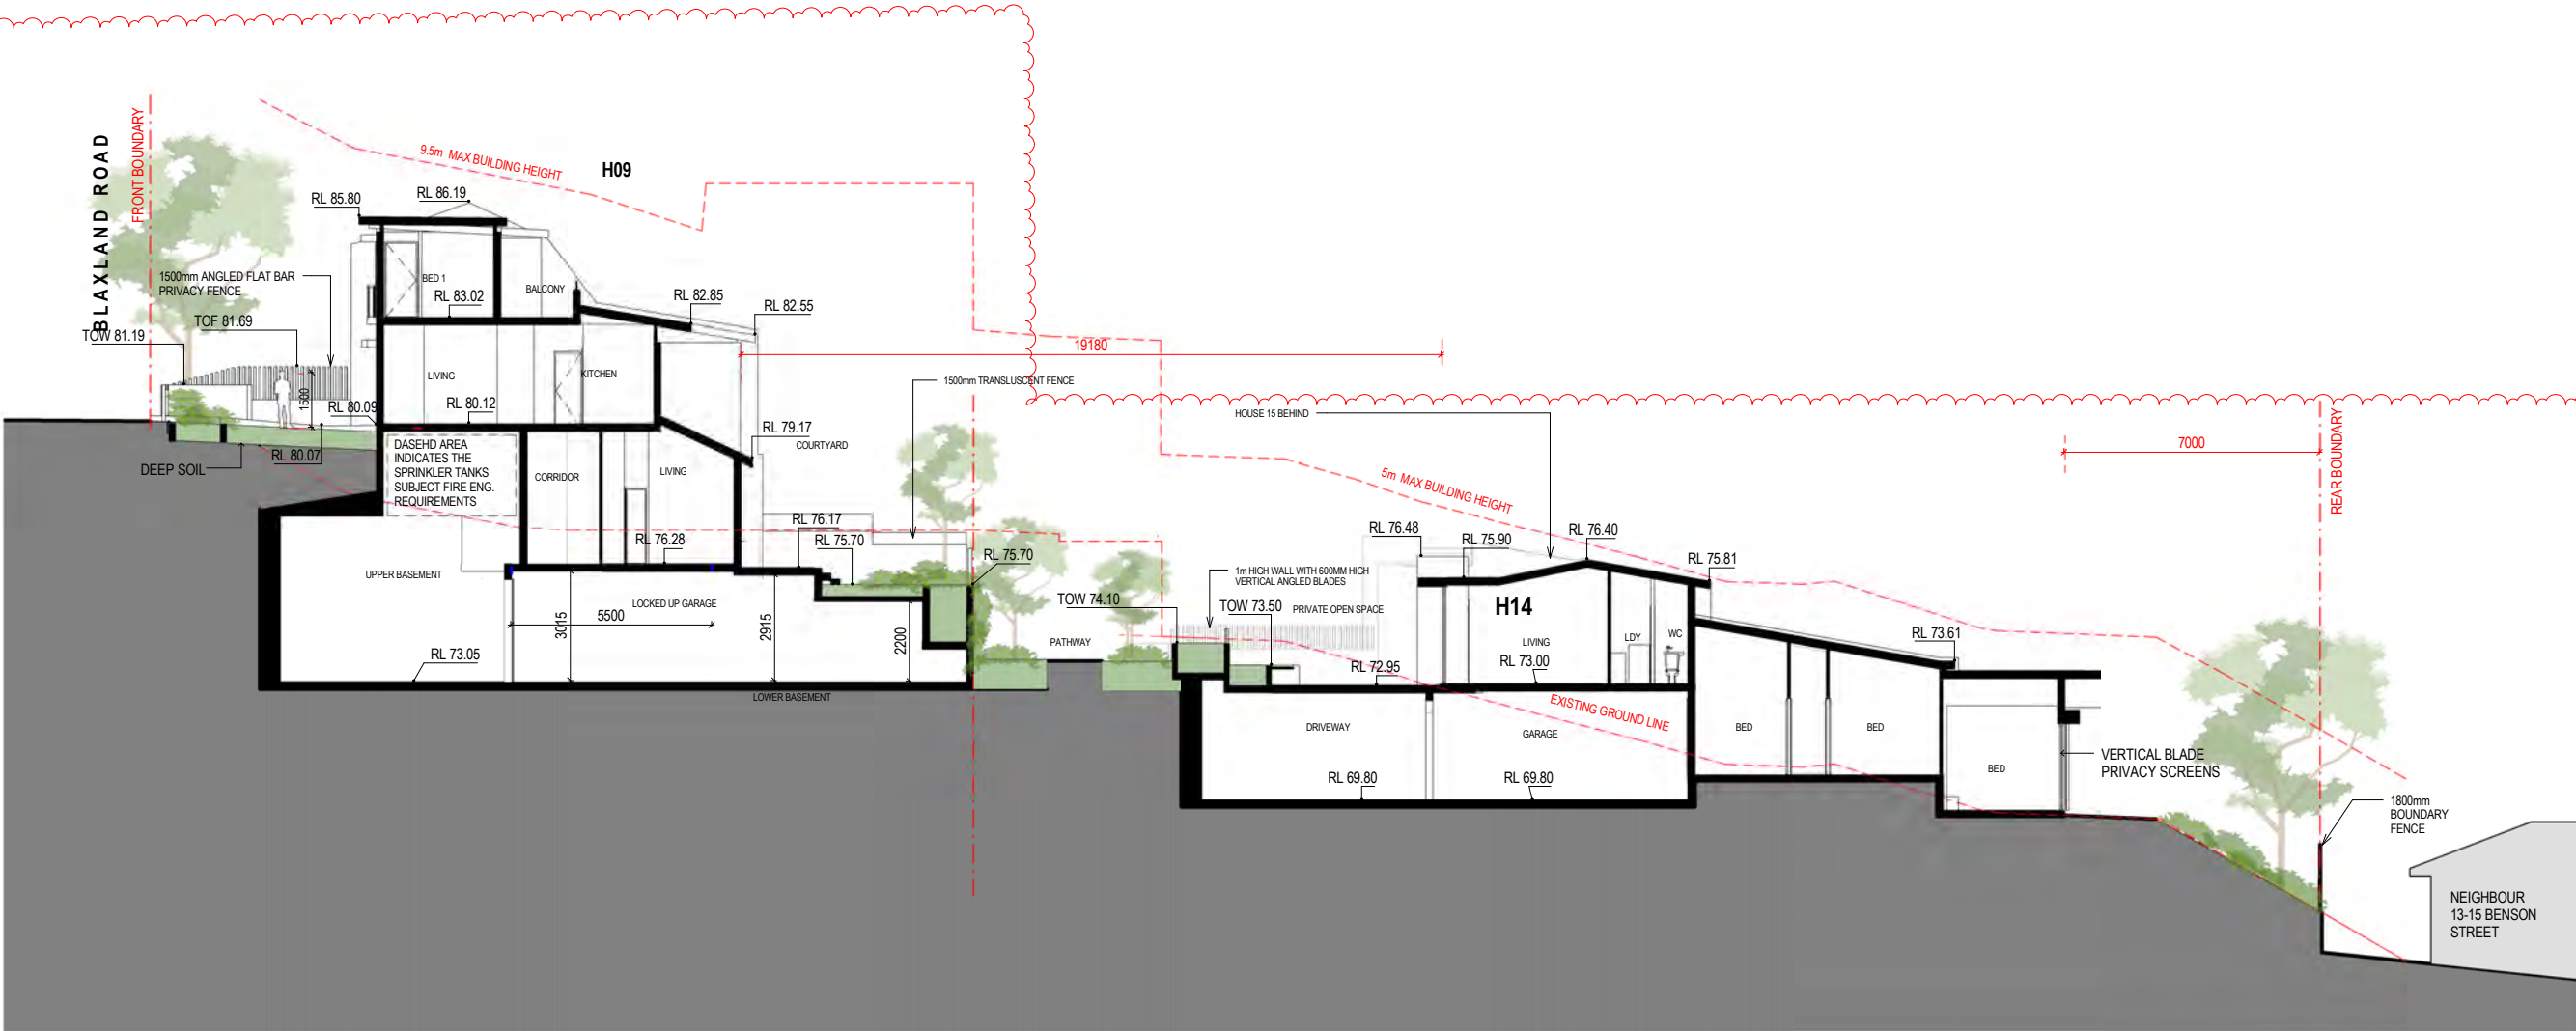 BLAXLAND ROAD
FRONT BOUNDARY
9.5m MAX BUILDING HEIGHT
H09
RL 85.80
RL 86.19
1500mm ANGLED FLAT BAR
PRIVACY FENCE
TOF 81.69
TOW 81.19
BED 1
RL 83.02
BALCONY
RL 82.85
RL 82.55
19180
1500
LIVING
KITCHEN
RL 80.09
RL 80.12
1500mm TRANSLUSCENT FENCE
HOUSE 15 BEHIND
REAR BOUNDARY
7000
RL 79.17
COURTYARD
DEEP SOIL
RL 80.07
DASEHD AREA
INDICATES THE
SPRINKLER TANKS
SUBJECT FIRE ENG.
REQUIREMENTS
CORRIDOR
LIVING
5m MAX BUILDING HEIGHT
RL 76.17
RL 75.70
RL 76.28
RL 75.70
RL 76.48
RL 75.90
RL 76.40
RL 75.81
UPPER BASEMENT
LOCKED UP GARAGE
5500
3015
2915
2200
1m HIGH WALL WITH 600MM HIGH
VERTICAL ANGLED BLADES
TOW 74.10
TOW 73.50
PRIVATE OPEN SPACE
H14
PATHWAY
LIVING
LDY
WC
RL 73.61
RL 73.05
RL 72.95
RL 73.00
LOWER BASEMENT
EXISTING GROUND LINE
DRIVEWAY
GARAGE
BED
BED
BED
RL 69.80
RL 69.80
VERTICAL BLADE
PRIVACY SCREENS
1800mm
BOUNDARY
FENCE
NEIGHBOUR
13-15 BENSON
STREET